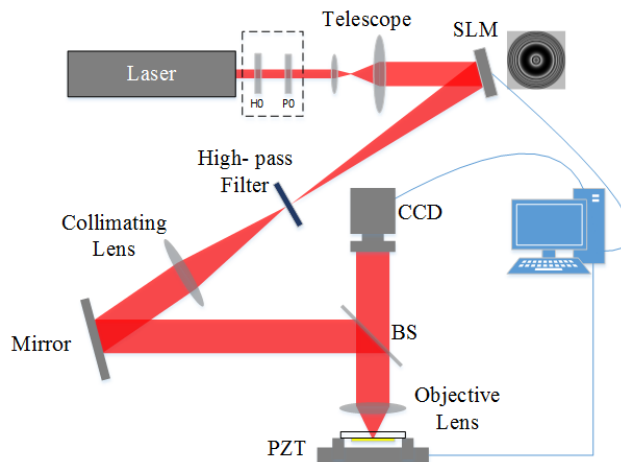 Telescope
SLM
Laser
H0
P0
High- pass
Filter
CCD
Collimating
Lens
BS
Mirror
Objective
Lens
PZT